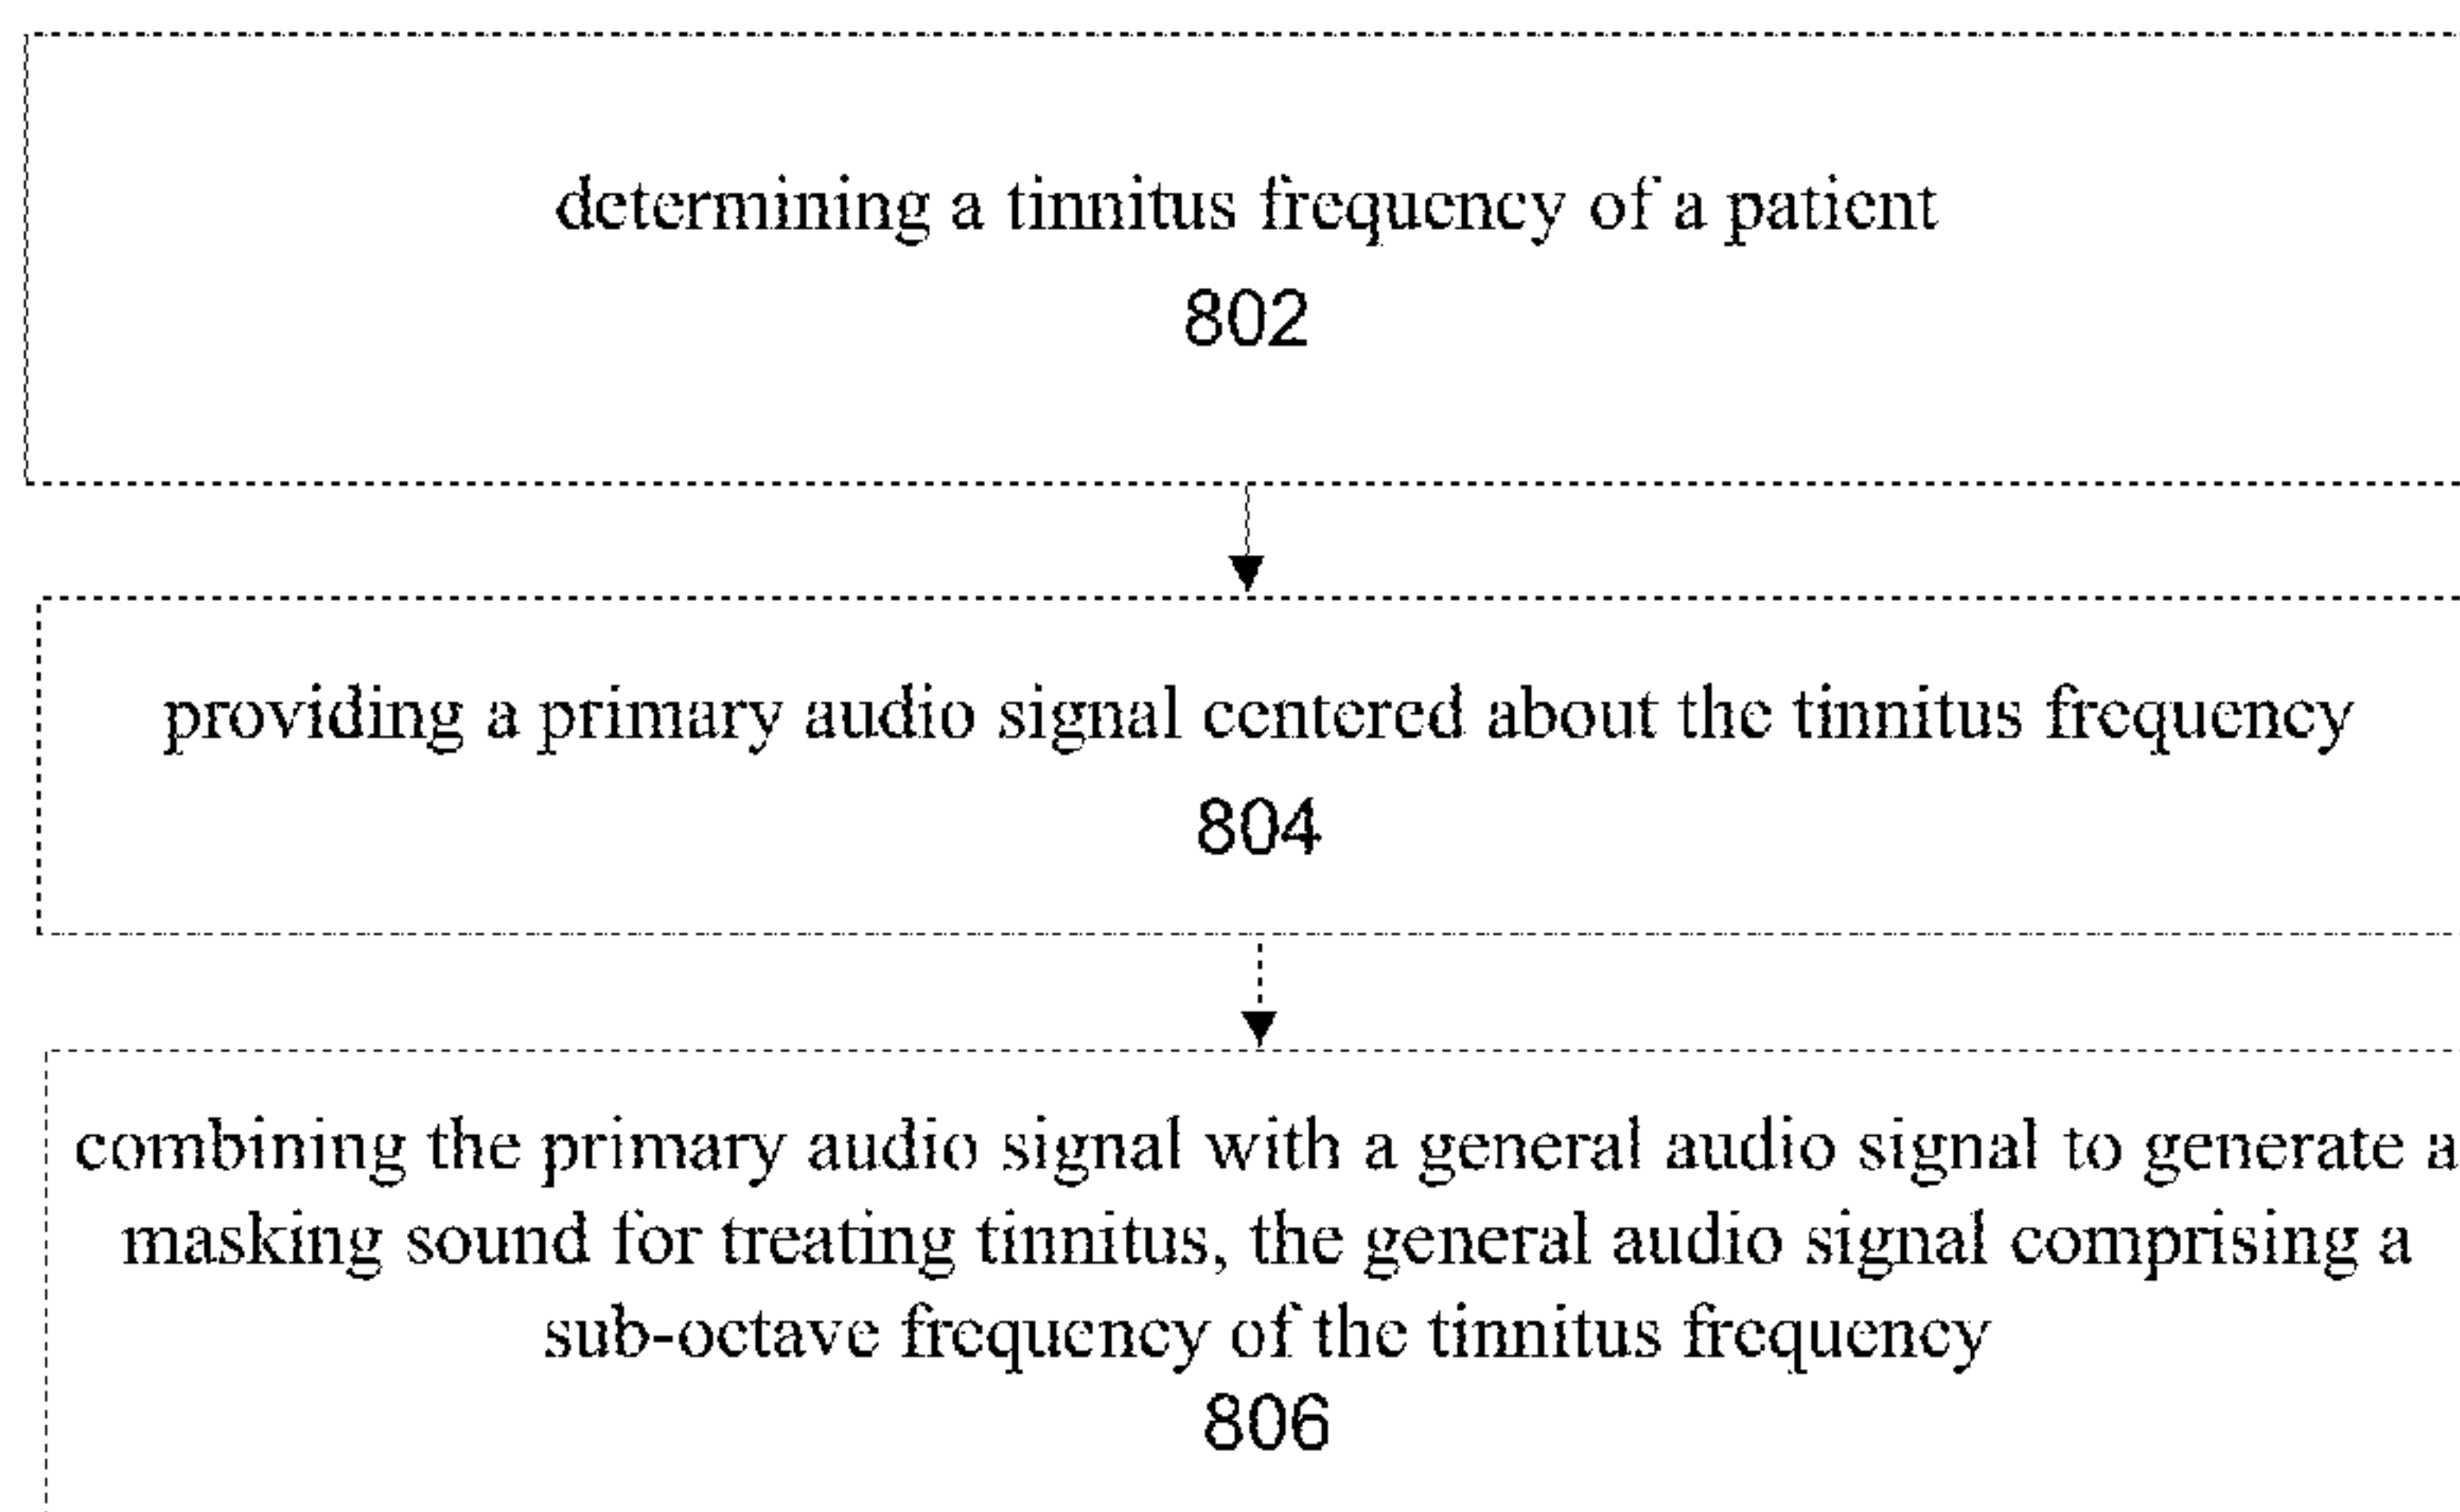 determining a tinnitus frequency of a patient
802
providing a primary audio signal centered about the tinnitus frequency
804
combining the primary audio signal with a general audio signal to generate a
masking sound for treating tinnitus, the general audio signal comprising a
sub-octave frequency of the tinnitus frequency
806